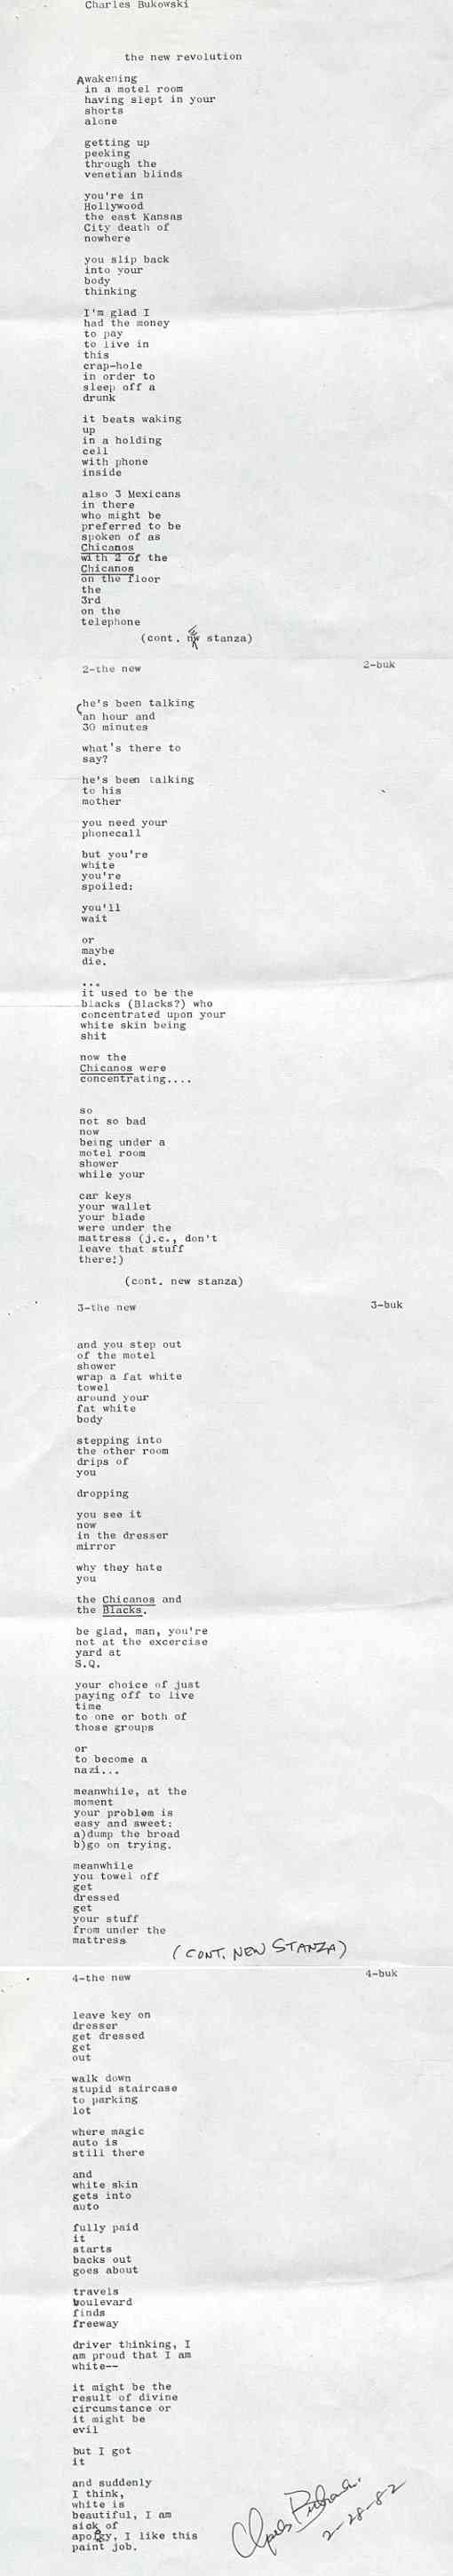 Charles Bukowski
the new revolution
Awakening
in a motel room
having slept in your
shorts
alone
getting up
peeking
through the
venetian blinds
you're in
Hollywood
the east Kansas
City death of
nowhere
you slip back
into your
body
thinking
I'm glad I
had the money
to pay
to live in
this
crap-hole
in order to
sleep off a
drunk
it beats waking
up
in a holding
cell
with phone
inside
also 3 Mexicans
in there
who might be
preferred to be
spoken of as
Chicanos
with 2 of the
Chicanos
on the floor
the
3rd
on the
telephone
(cont. stanza)
2-the new 2-buk
he's been talking
an hour and
30 minutes
what's there to
say?
he's been talking
to his
mother
you need your
phonecall
but you're
white
you're
spoiled:
you'll
wait
or
maybe
die.
...
it used to be the
blacks (Blacks?) who
concentrated upon your
white skin being
shit
now the
Chicanos were
concentrating....
so
not so bad
now
being under a
motel room
shower
while your
car keys
your wallet
your blade
were under the
mattress (j.c., don't
leave that stuff
there!)
(cont. new stanza)
3-the new 3-buk
and you step out
of the motel
shower
wrap a fat white
towel
around your
fat white
body
stepping into
the other room
drips of
you
dropping
you see it
now
in the dresser
mirror
why they hate
you
the Chicanos and
the Blacks.
be glad, man, you're
not at the excercise
yard at
S.Q.
your choice of just
paying off to live
time
to one or both of
those groups
or
to become a
nazi...
meanwhile, at the
moment
your problem is
easy and sweet:
a)dump the broad
b)go on trying.
meanwhile
you towel off
get
dressed
get
your stuff
from under the
mattress
(CONT. NEW STANZA)
4-the new 4-buk
leave key on
dresser
get dressed
get
out
walk down
stupid staircase
to parking
lot
where magic
auto is
still there
and
white skin
gets into
auto
fully paid
it
starts
backs out
goes about
travels
boulevard
finds
freeway
driver thinking, I
am proud that I am
white--
it might be the
result of divine
circumstance or
it might be
evil
but I got
it
and suddenly
I think,
white is
beautiful, I am
sick of
apology, I like this
paint job.
Charles Bukowski
2-28-82